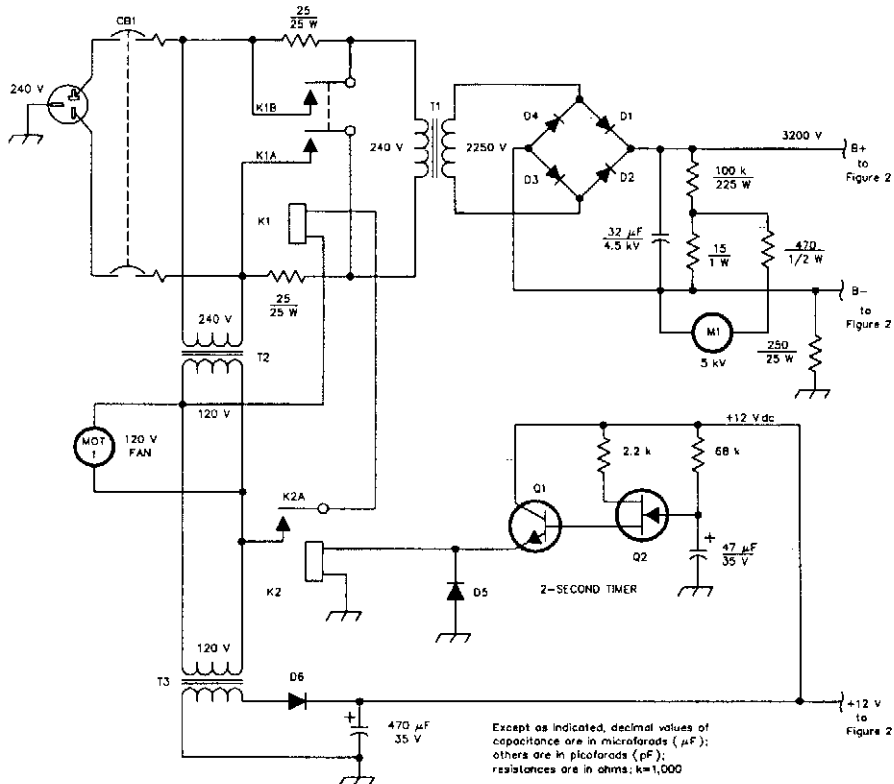 CB1
25
25 W
240 V
K1B
K1A
K1
25
25 W
T1
240 V
2250 V
D4
D1
D3
D2
3200 V
B+
to
Figure 2
100 k
225 W
32 µF
4.5 kV
15
1 W
470
1/2 W
B-
to
Figure 2
M1
5 kV
250
25 W
240 V
T2
120 V
MOT
1
120 V
FAN
K2A
K2
+12 Vdc
2.2 k
68 k
Q1
Q2
+
47 µF
35 V
D5
2-SECOND TIMER
120 V
T3
D6
+
470 µF
35 V
+12 V
to
Figure 2
Except as indicated, decimal values of
capacitance are in microfarads ( µF);
others are in picofarads ( pF);
resistances are in ohms; k=1,000